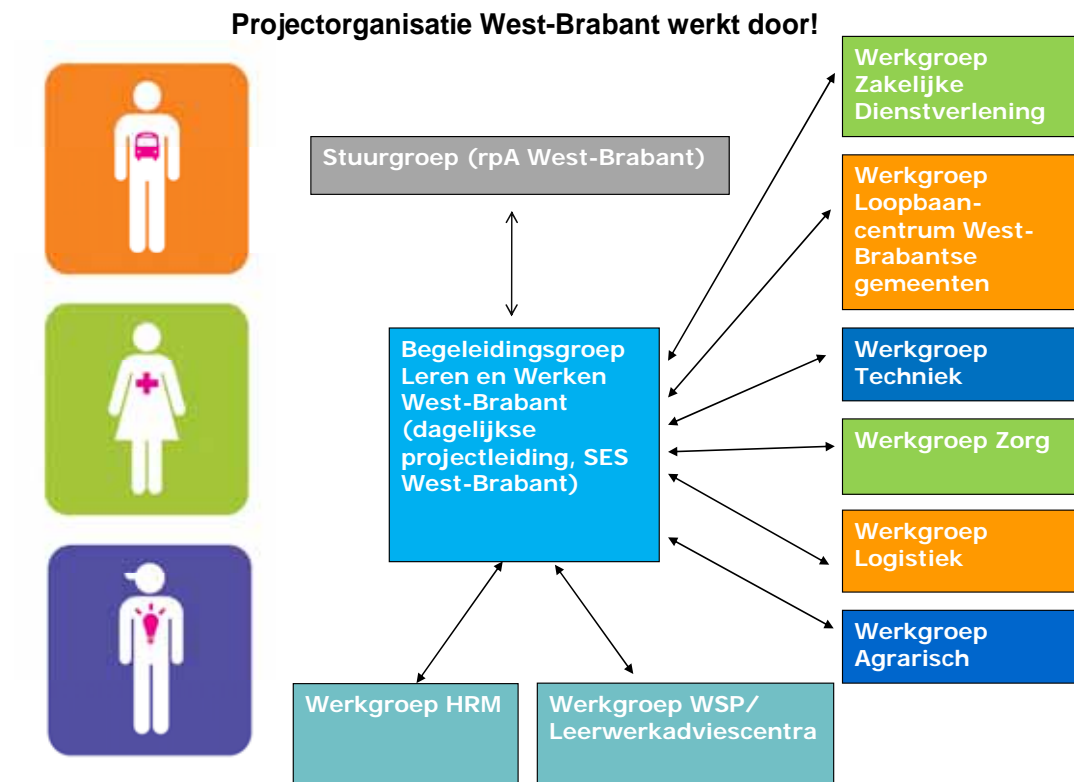 Projectorganisatie West-Brabant werkt door!
Stuurgroep (rpA West-Brabant)
Begeleidingsgroep
Leren en Werken
West-Brabant
(dagelijkse
projectleiding, SES
West-Brabant)
Werkgroep
Zakelijke
Dienstverlening
Werkgroep
Loopbaan-
centrum West-
Brabantse
gemeenten
Werkgroep
Techniek
Werkgroep Zorg
Werkgroep
Logistiek
Werkgroep
Agrarisch
Werkgroep HRM
Werkgroep WSP/
Leerwerkadviescentra